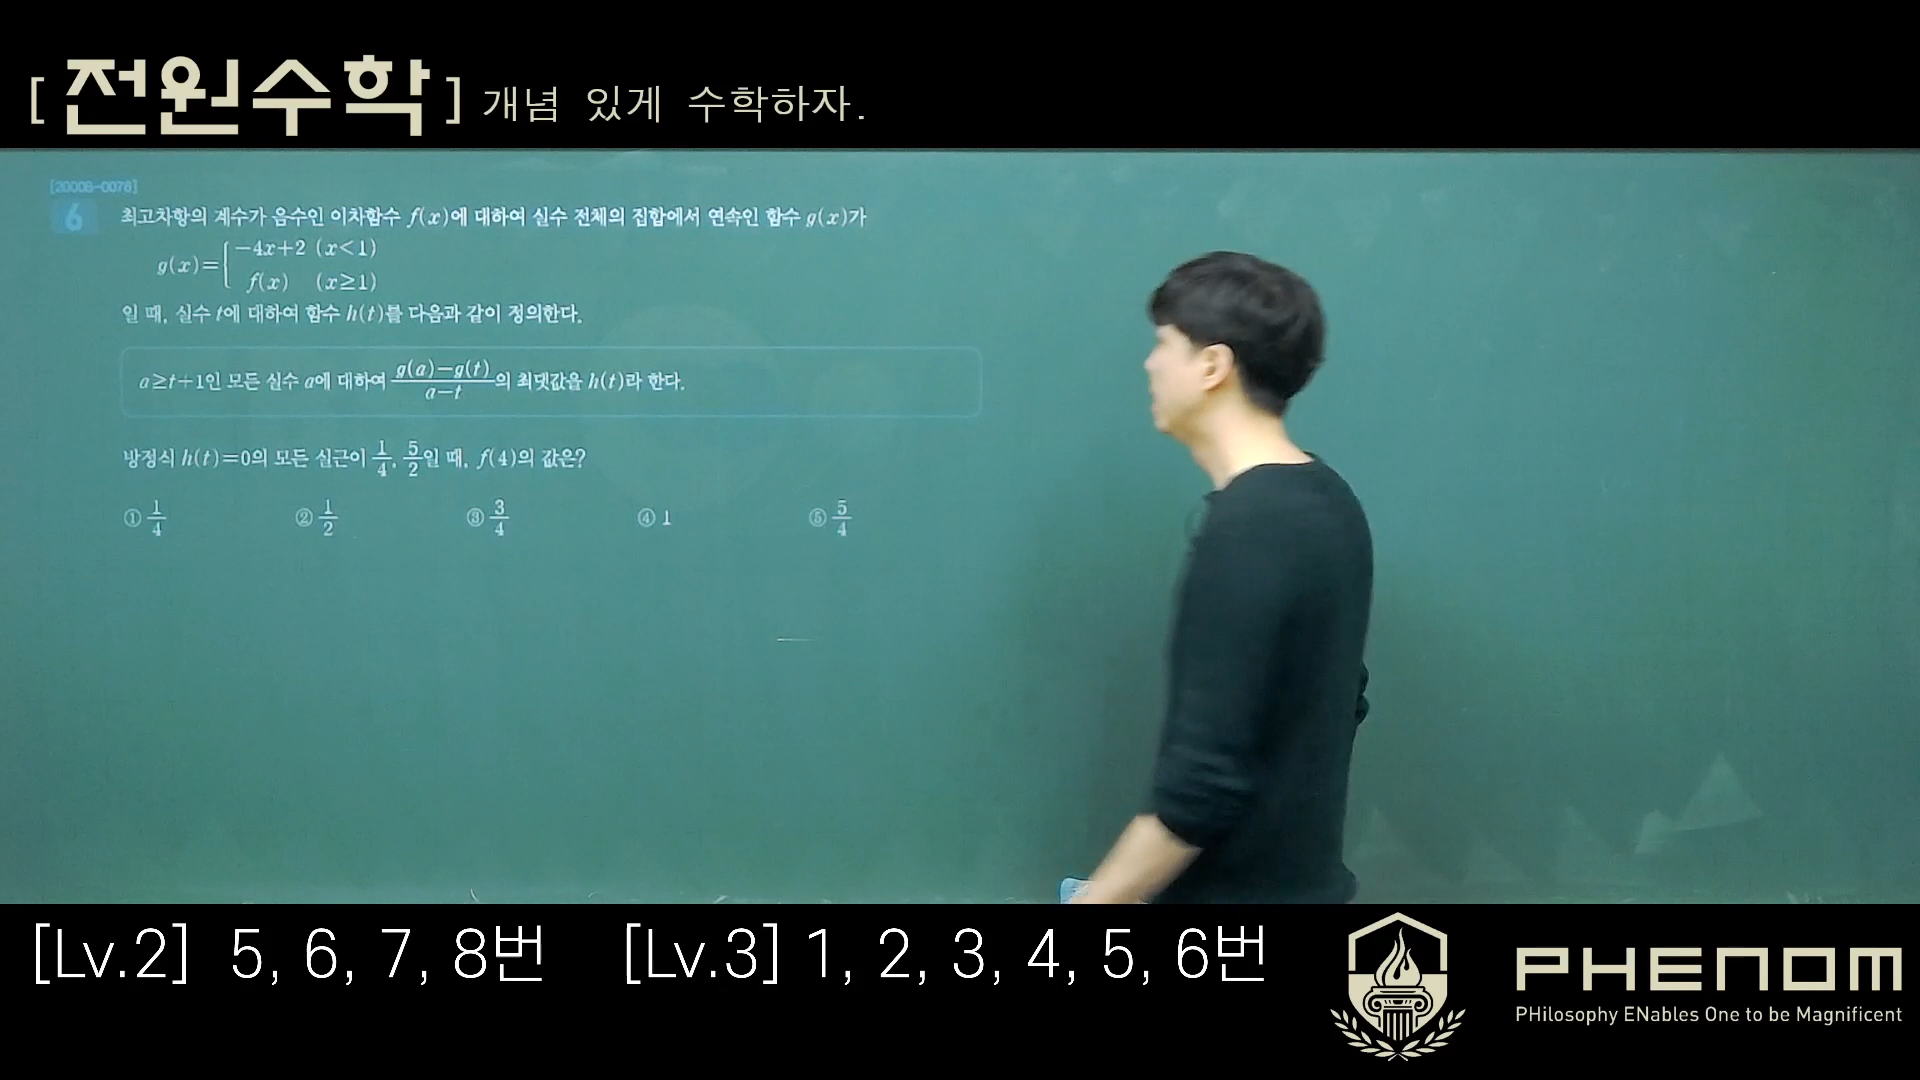 [전원수학] 개념 있게 수학하자.
[20008-0076]
6 최고차항의 계수가 음수인 이차함수 f(x)에 대하여 실수 전체의 집합에서 연속인 함수 g(x)가
g(x)={ -4x+2 (x<1)
f(x) (x≥1)
일 때, 실수 t에 대하여 함수 h(t)를 다음과 같이 정의한다.
a≥t+1인 모든 실수 a에 대하여 \frac{g(a)-g(t)}{a-t}의 최댓값을 h(t)라 한다.
방정식 h(t)=0의 모든 실근이 1/4, 5/2일 때, f(4)의 값은?
① 1/4 ② 1/2 ③ 3/4 ④ 1 ⑤ 5/4
[Lv.2] 5, 6, 7, 8번 [Lv.3] 1, 2, 3, 4, 5, 6번
PHENOM
PHilosophy ENables One to be Magnificent